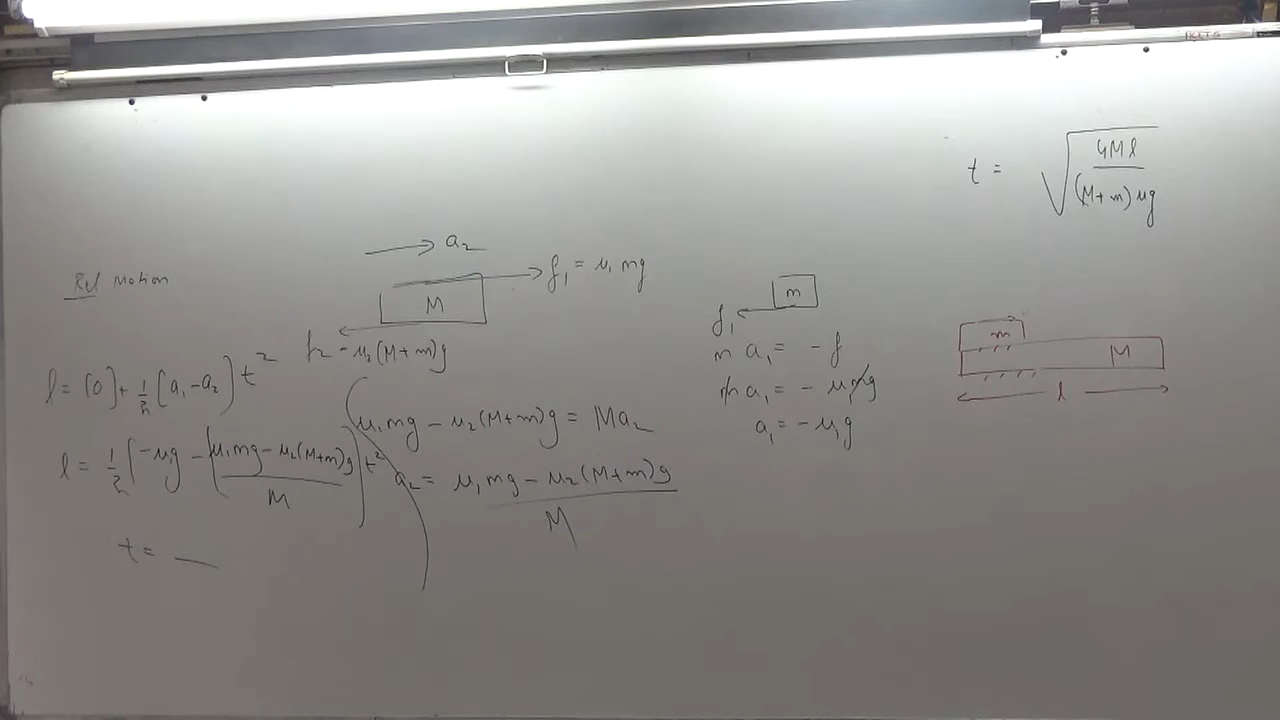 t = √(4Ml / (M+m)μg)
Rel Motion
a₂
M
f₁ = μ₁mg
f₂ = μ₂(M+m)g
l = (0) + 1/2 [a₁-a₂] t²
l = 1/2 [-μg - (μ₁mg - μ₂(M+m)g / M)] t²
t = __
μ₁mg - μ₂(M+m)g = Ma₂
a₂ = μ₁mg - μ₂(M+m)g / M
m
f₁
m a₁ = - f
m a₁ = - μmg
a₁ = - μ₁g
m
M
l